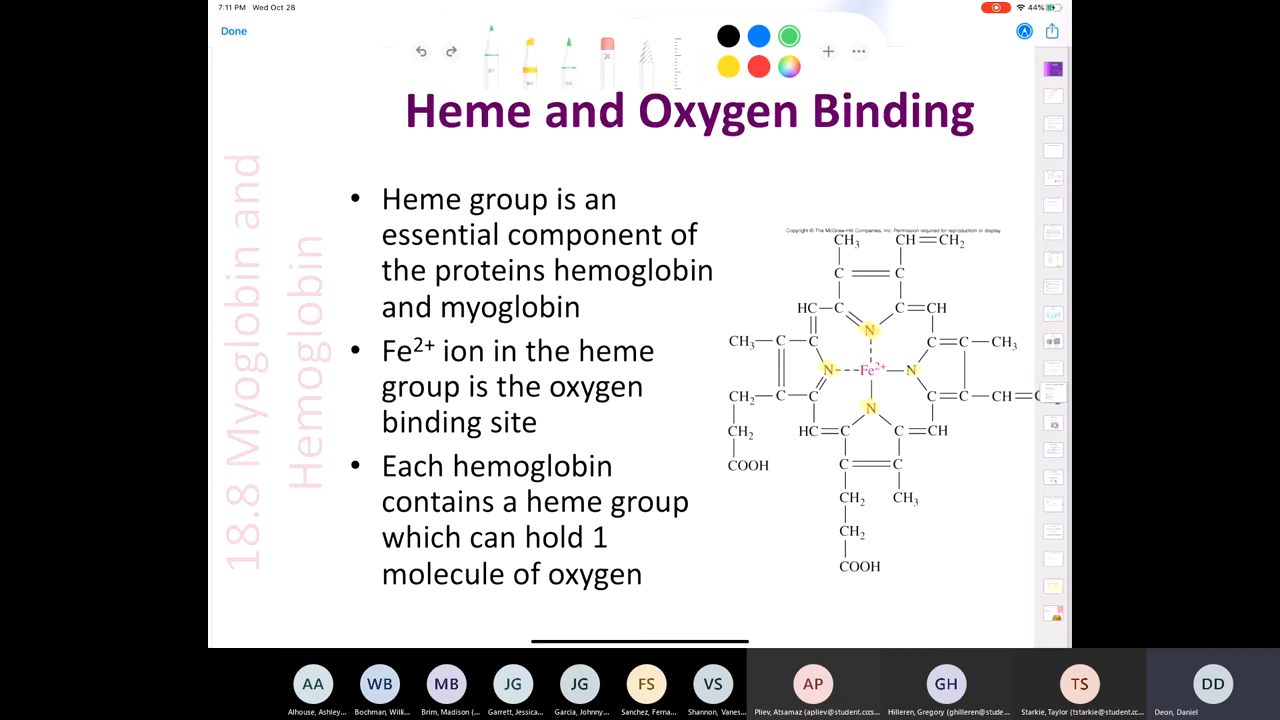 7:11 PM Wed Oct 28
44%
Done
Heme and Oxygen Binding
18.8 Myoglobin and
Hemoglobin
• Heme group is an
essential component of
the proteins hemoglobin
and myoglobin
• Fe2+ ion in the heme
group is the oxygen
binding site
• Each hemoglobin
contains a heme group
which can hold 1
molecule of oxygen
Copyright © The McGraw-Hill Companies, Inc. Permission required for reproduction or display.
CH3 CH=CH2
C C
HC C C CH
N
CH3 C C C C CH3
N Fe2+ N
CH2 C C C C CH=C
N
CH2 HC C C CH
COOH C C
CH2 CH3
CH2
COOH
AA WB MB JG JG FS VS AP GH TS DD
Alhouse, Ashley... Bochman, Willi... Brim, Madison (... Garrett, Jessica... Garcia, Johnny... Sanchez, Ferna... Shannon, Vanes... Pliev, Atsamaz (apliev@student.cccs... Hilleren, Gregory (ghilleren@stude... Starkie, Taylor (tstarkie@student.c... Deon, Daniel